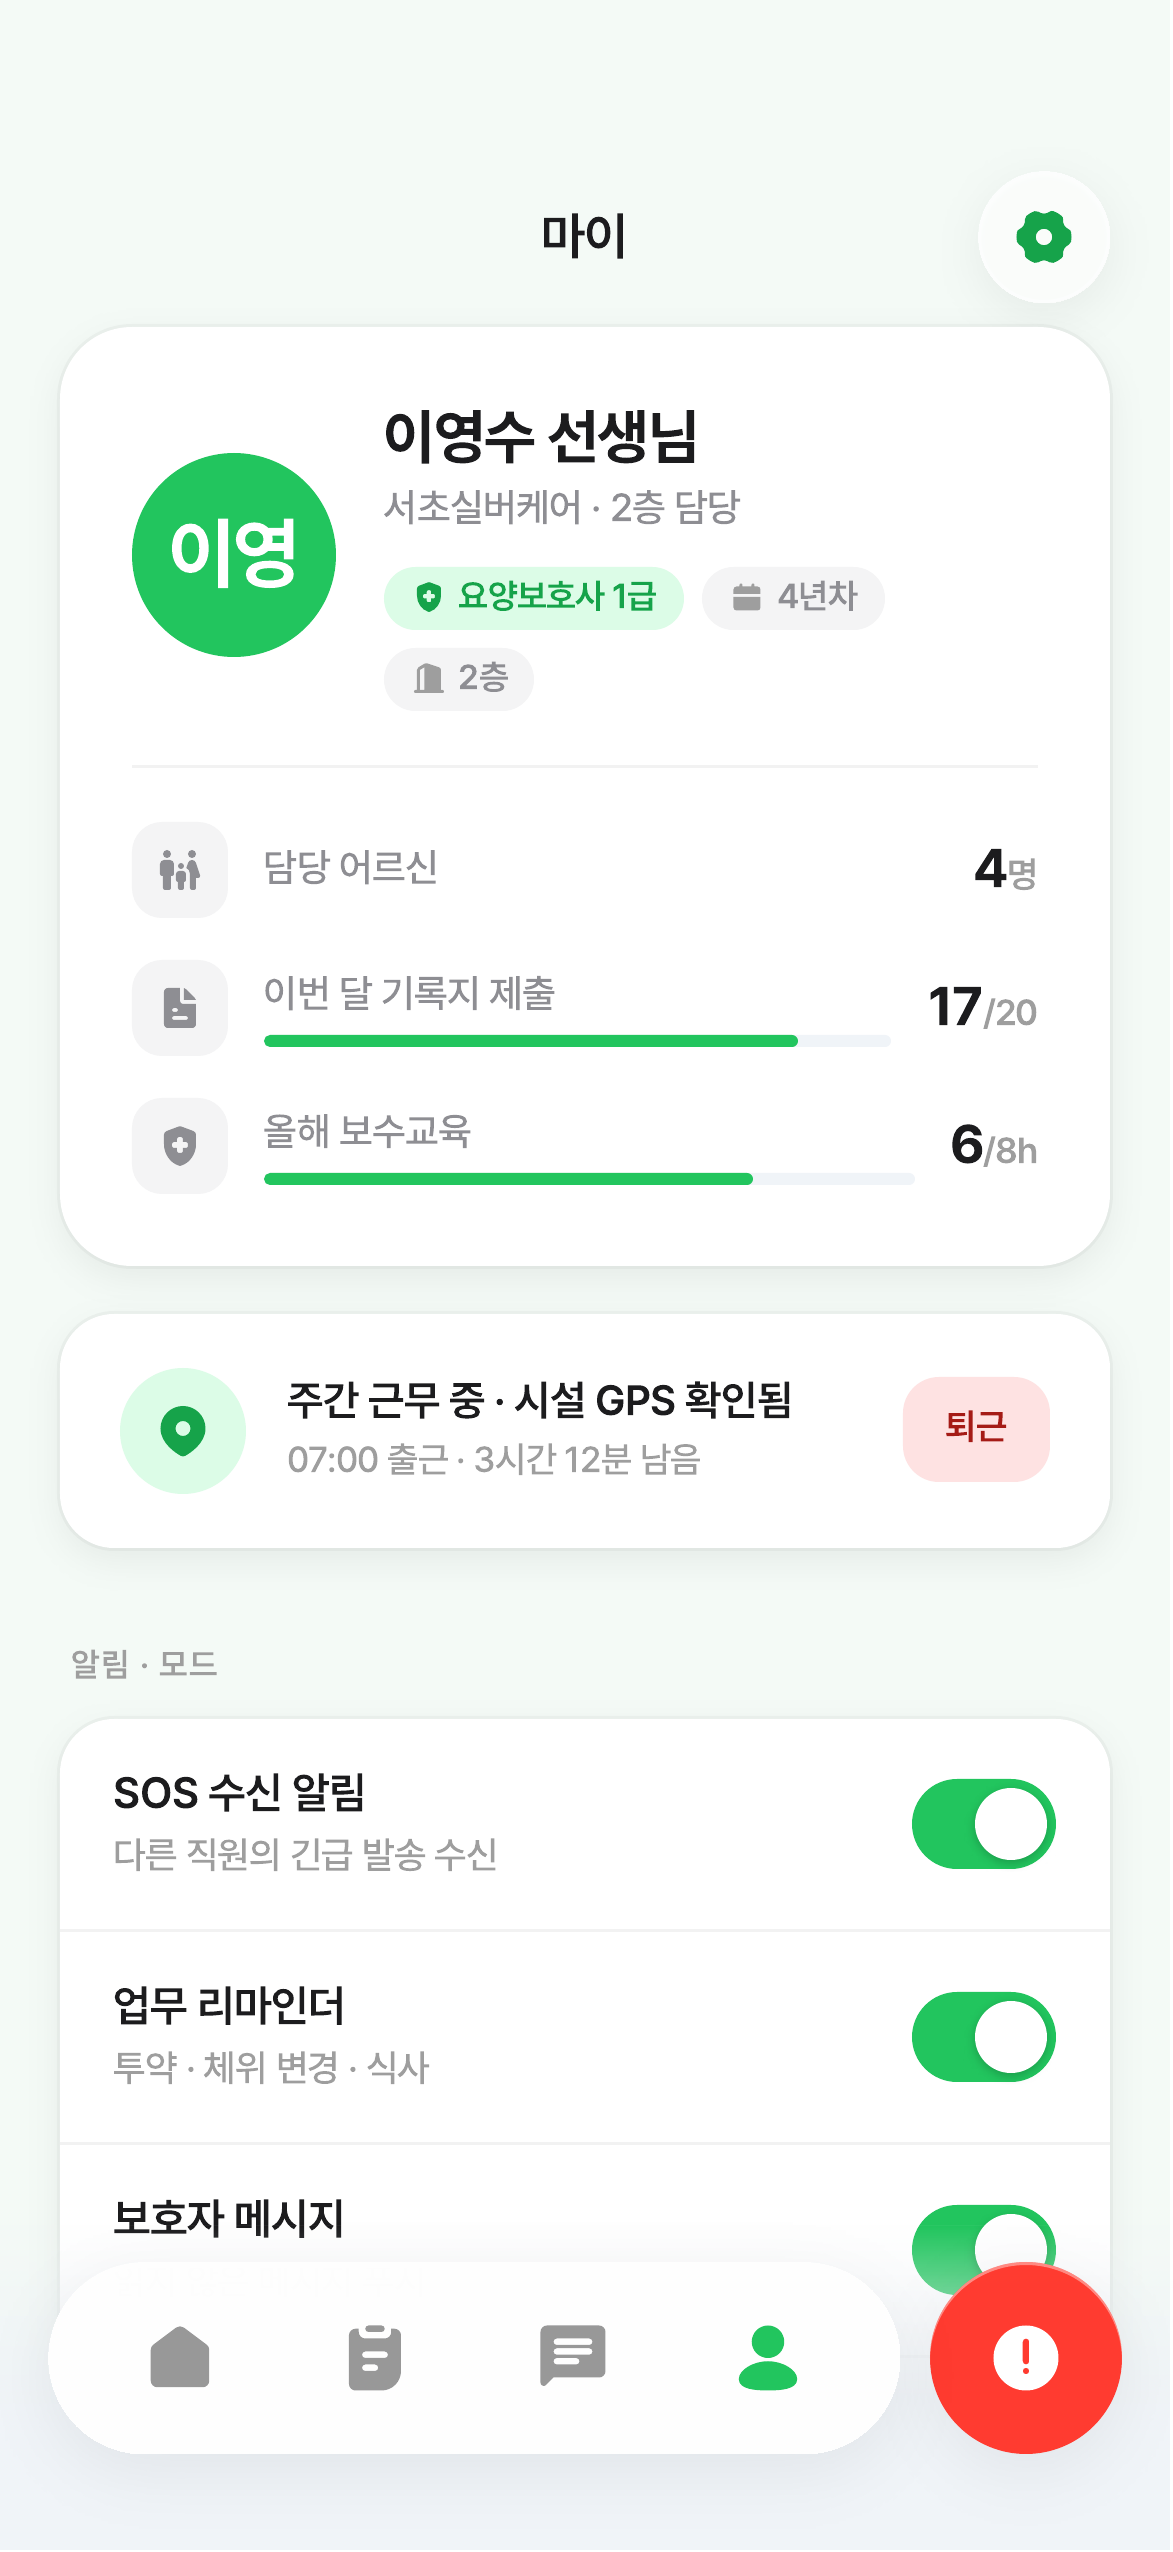 마이
이영
이영수 선생님
서초실버케어 · 2층 담당
요양보호사 1급
4년차
2층
담당 어르신
4명
이번 달 기록지 제출
17/20
올해 보수교육
6/8h
주간 근무 중 · 시설 GPS 확인됨
07:00 출근 · 3시간 12분 남음
퇴근
알림 · 모드
SOS 수신 알림
다른 직원의 긴급 발송 수신
업무 리마인더
투약 · 체위 변경 · 식사
보호자 메시지